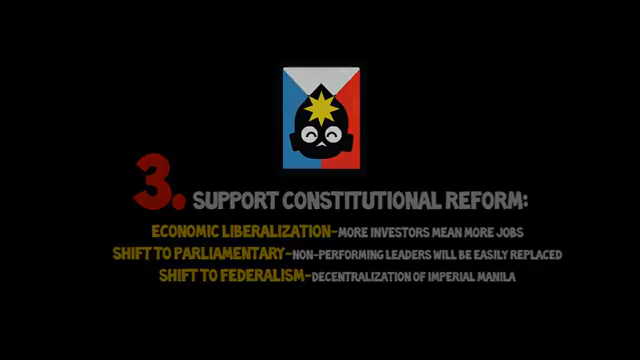 3. SUPPORT CONSTITUTIONAL REFORM:
ECONOMIC LIBERALIZATION-MORE INVESTORS MEAN MORE JOBS
SHIFT TO PARLIAMENTARY-NON-PERFORMING LEADERS WILL BE EASILY REPLACED
SHIFT TO FEDERALISM-DECENTRALIZATION OF IMPERIAL MANILA